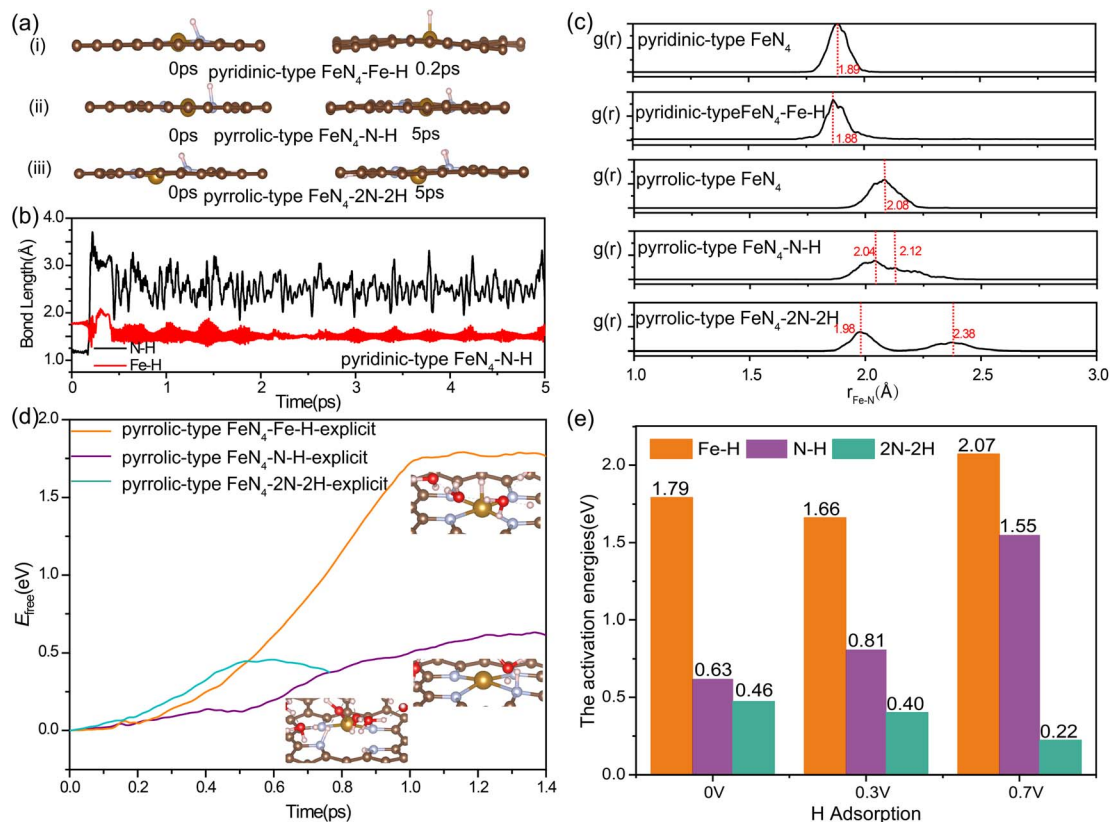 (a)
(i)
0ps pyridinic-type FeN4-Fe-H 0.2ps
(ii)
0ps pyrrolic-type FeN4-N-H 5ps
(iii)
0ps pyrrolic-type FeN4-2N-2H 5ps
(b)
Bond Length(Å)
4.0
3.0
2.0
1.0
N-H
Fe-H
pyridinic-type FeN4-N-H
0 1 2 3 4 5
Time(ps)
(c)
g(r) pyridinic-type FeN4
1.89
g(r) pyridinic-typeFeN4-Fe-H
1.88
g(r) pyrrolic-type FeN4
2.08
g(r) pyrrolic-type FeN4-N-H
2.04 2.12
g(r) pyrrolic-type FeN4-2N-2H
1.98 2.38
1.0 1.5 2.0 2.5 3.0
rFe-N(Å)
(d)
Efree(eV)
2.0
1.5
1.0
0.5
0.0
pyrrolic-type FeN4-Fe-H-explicit
pyrrolic-type FeN4-N-H-explicit
pyrrolic-type FeN4-2N-2H-explicit
0.0 0.2 0.4 0.6 0.8 1.0 1.2 1.4
Time(ps)
(e)
The activation energies(eV)
2.0
1.5
1.0
0.5
0.0
Fe-H N-H 2N-2H
1.79 0.63 0.46
1.66 0.81 0.40
2.07 1.55 0.22
0V 0.3V 0.7V
H Adsorption